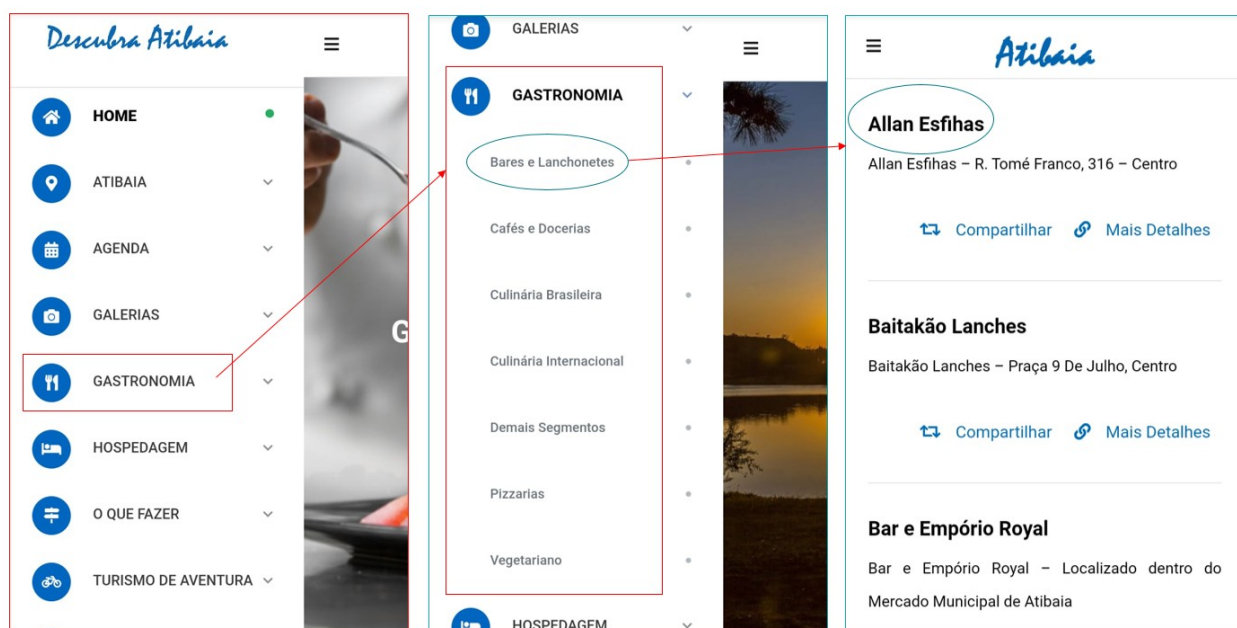 Descubra Atibaia
HOME
ATIBAIA
AGENDA
GALERIAS
GASTRONOMIA
HOSPEDAGEM
O QUE FAZER
TURISMO DE AVENTURA
G
GALERIAS
GASTRONOMIA
Bares e Lanchonetes
Cafés e Docerias
Culinária Brasileira
Culinária Internacional
Demais Segmentos
Pizzarias
Vegetariano
HOSPEDAGEM
Atibaia
Allan Esfihas
Allan Esfihas – R. Tomé Franco, 316 – Centro
Compartilhar Mais Detalhes
Baitakão Lanches
Baitakão Lanches – Praça 9 De Julho, Centro
Compartilhar Mais Detalhes
Bar e Empório Royal
Bar e Empório Royal – Localizado dentro do
Mercado Municipal de Atibaia